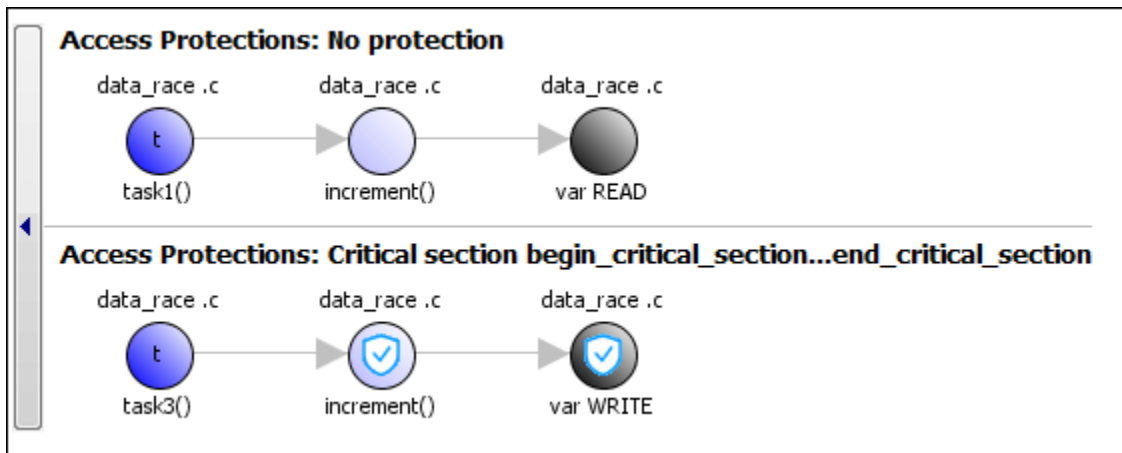 Access Protections: No protection
data_race .c data_race .c data_race .c
t
task1() increment() var READ
Access Protections: Critical section begin_critical_section...end_critical_section
data_race .c data_race .c data_race .c
t
task3() increment() var WRITE